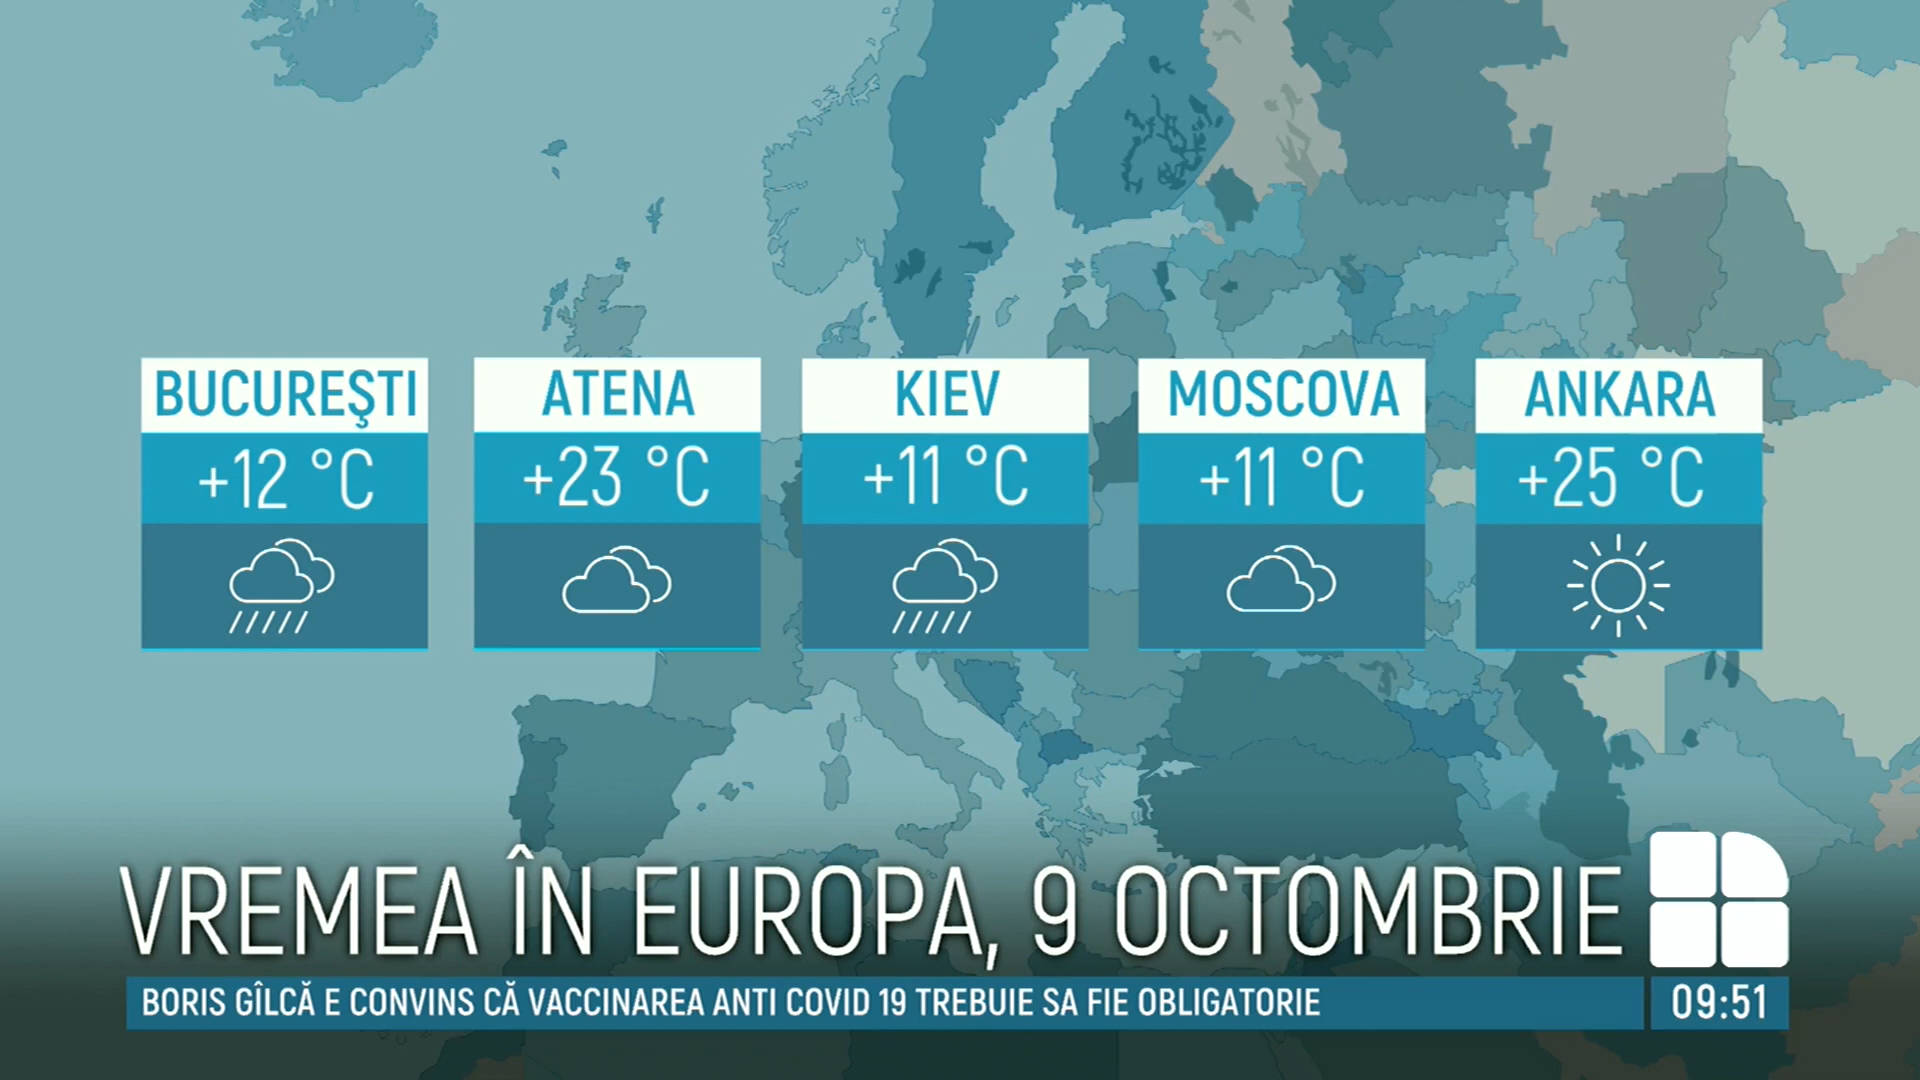 BUCUREŞTI
+12 °C
ATENA
+23 °C
KIEV
+11 °C
MOSCOVA
+11 °C
ANKARA
+25 °C
VREMEA ÎN EUROPA, 9 OCTOMBRIE
BORIS GÎLCĂ E CONVINS CĂ VACCINAREA ANTI COVID 19 TREBUIE SA FIE OBLIGATORIE
09:51